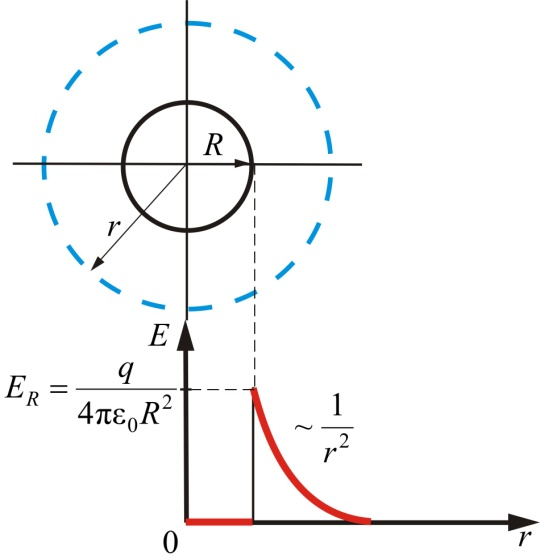 R
r
E
E_R = q / 4πε₀R²
~ 1 / r²
0
r